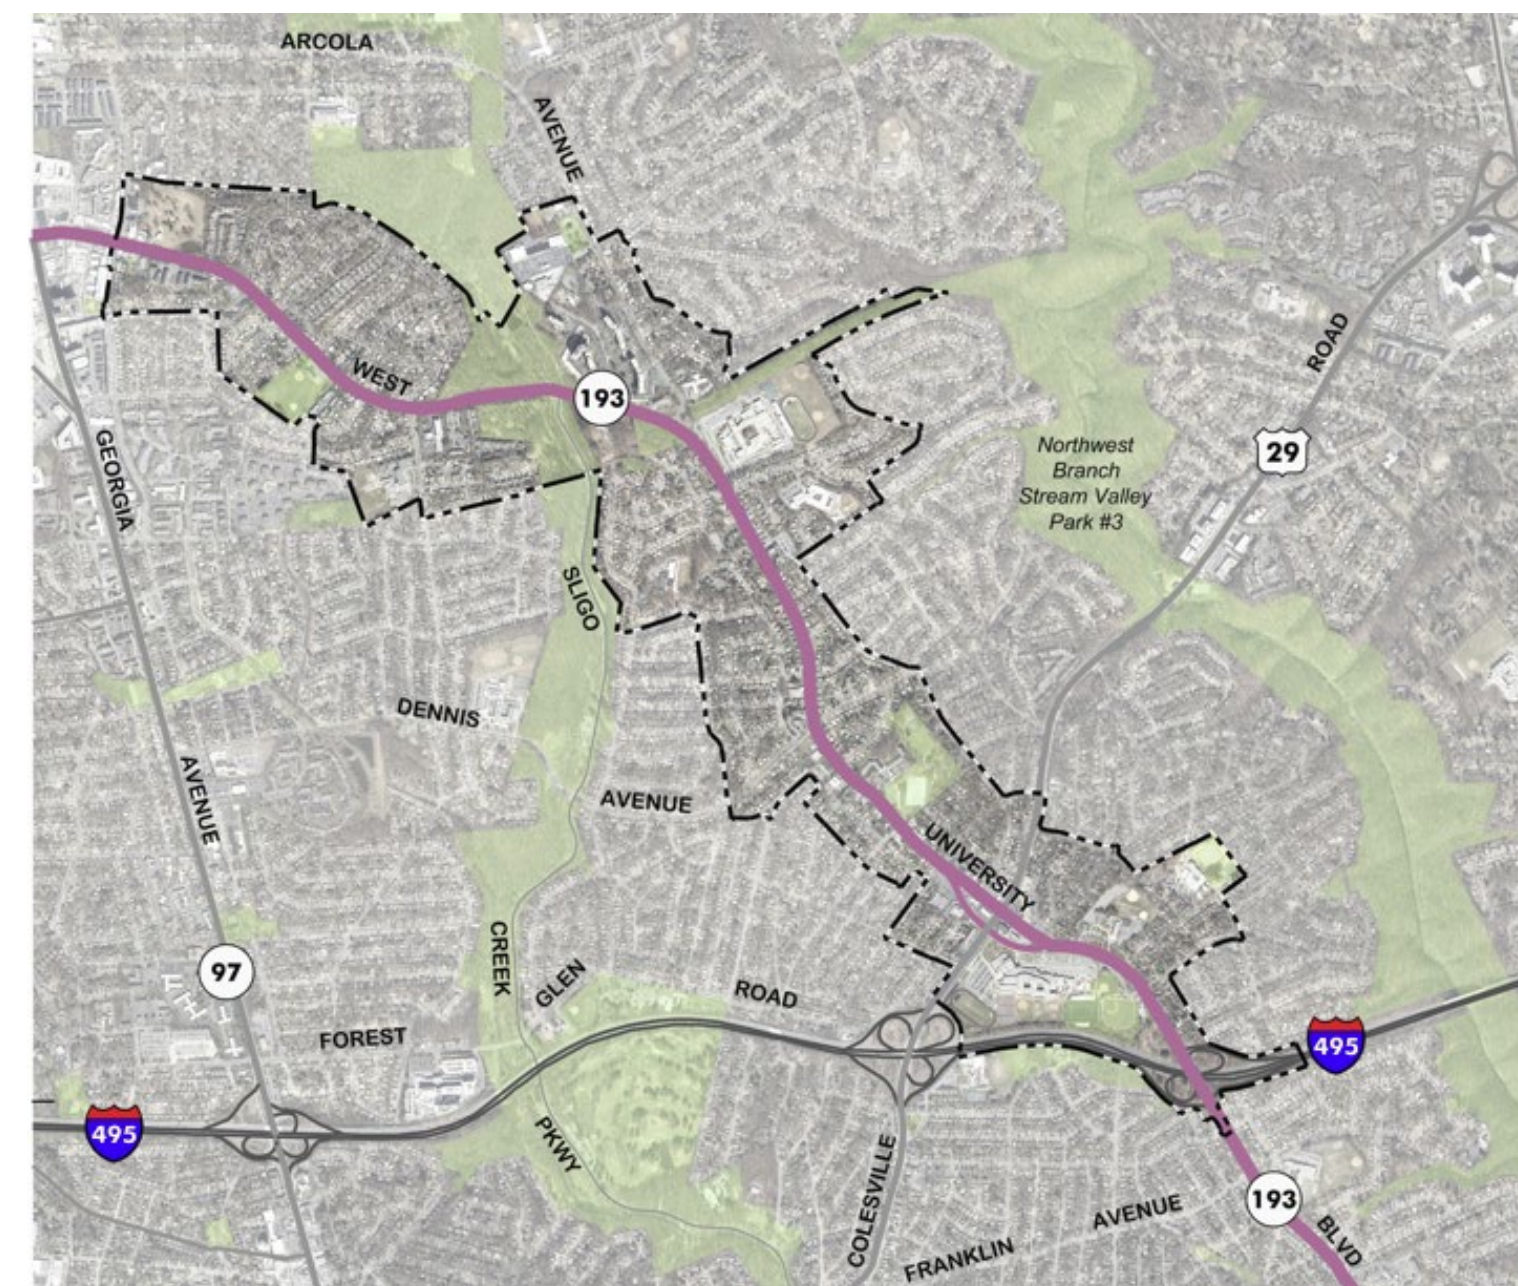 ARCOLA
AVENUE
WEST
193
GEORGIA
29
ROAD
Northwest
Branch
Stream Valley
Park #3
SLIGO
DENNIS
AVENUE
AVENUE
UNIVERSITY
CREEK
97
GLEN
ROAD
FOREST
495
495
PKWY
COLESVILLE
193
AVENUE
FRANKLIN
BLVD